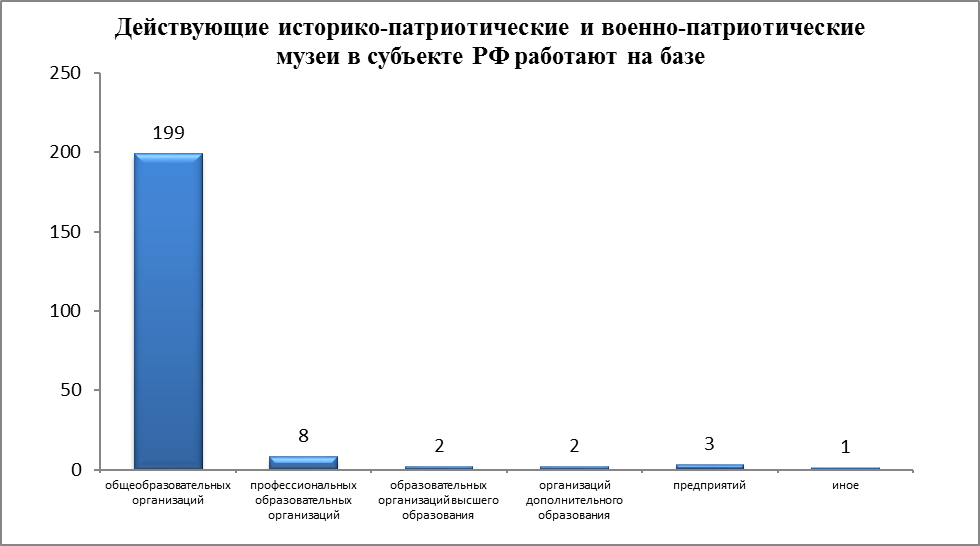 Действующие историко-патриотические и военно-патриотические
музеи в субъекте РФ работают на базе
250
200
150
100
50
0
199
8
2
2
3
1
общеобразовательных
организаций
профессиональных
образовательных
организаций
образовательных
организаций высшего
образования
организаций
дополнительного
образования
предприятий
иное